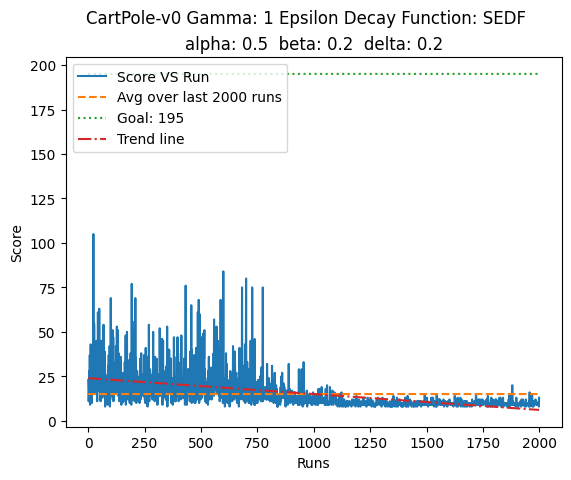 CartPole-v0 Gamma: 1 Epsilon Decay Function: SEDF
alpha: 0.5  beta: 0.2  delta: 0.2
Score VS Run
Avg over last 2000 runs
Goal: 195
Trend line
Score
200
175
150
125
100
75
50
25
0
0 250 500 750 1000 1250 1500 1750 2000
Runs